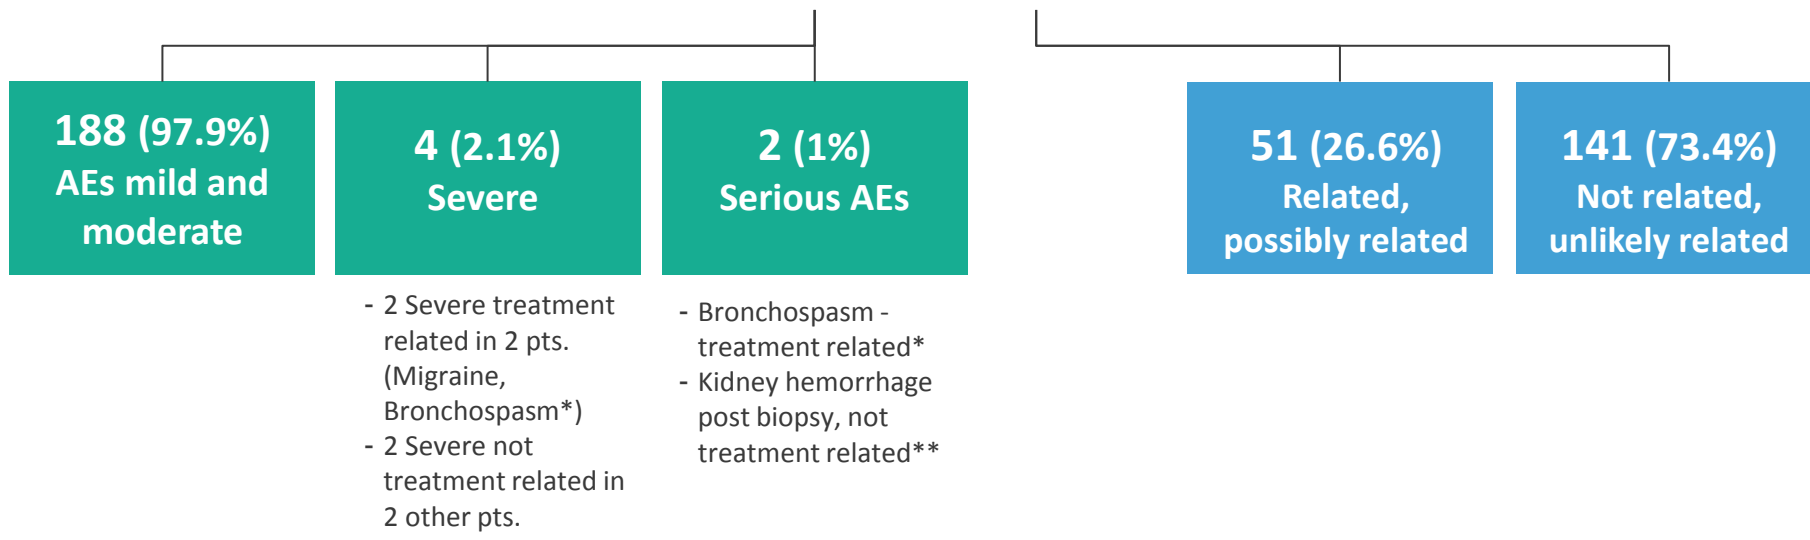 188 (97.9%)
AEs mild and
moderate
4 (2.1%)
Severe
2 (1%)
Serious AEs
51 (26.6%)
Related,
possibly related
141 (73.4%)
Not related,
unlikely related
- 2 Severe treatment
related in 2 pts.
(Migraine,
Bronchospasm*)
- 2 Severe not
treatment related in
2 other pts.
- Bronchospasm -
treatment related*
- Kidney hemorrhage
post biopsy, not
treatment related**